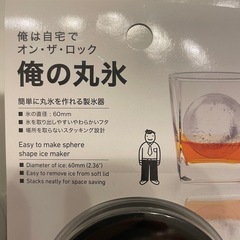 俺は自宅で
オン・ザ・ロック
俺の丸氷
簡単に丸氷を作れる製氷器
■ 氷の直径：60mm
■ 氷を取り出しやすいやわらかいフタ
■ 場所を取らないスタッキング設計
Easy to make sphere
shape ice maker
■ Diameter of ice: 60mm (2.36")
■ Easy to remove ice from soft lid
■ Stacks neatly for space saving